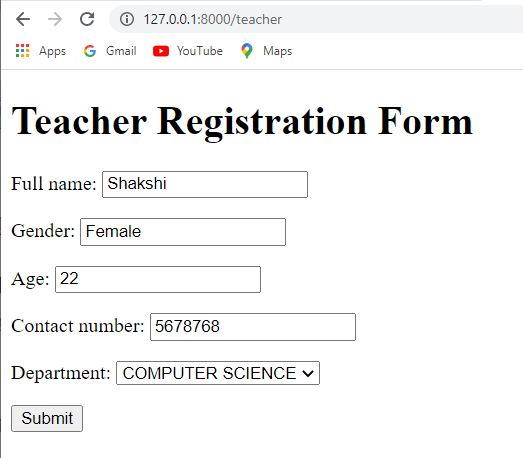 127.0.0.1:8000/teacher
Apps Gmail YouTube Maps
Teacher Registration Form
Full name: Shakshi
Gender: Female
Age: 22
Contact number: 5678768
Department: COMPUTER SCIENCE
Submit